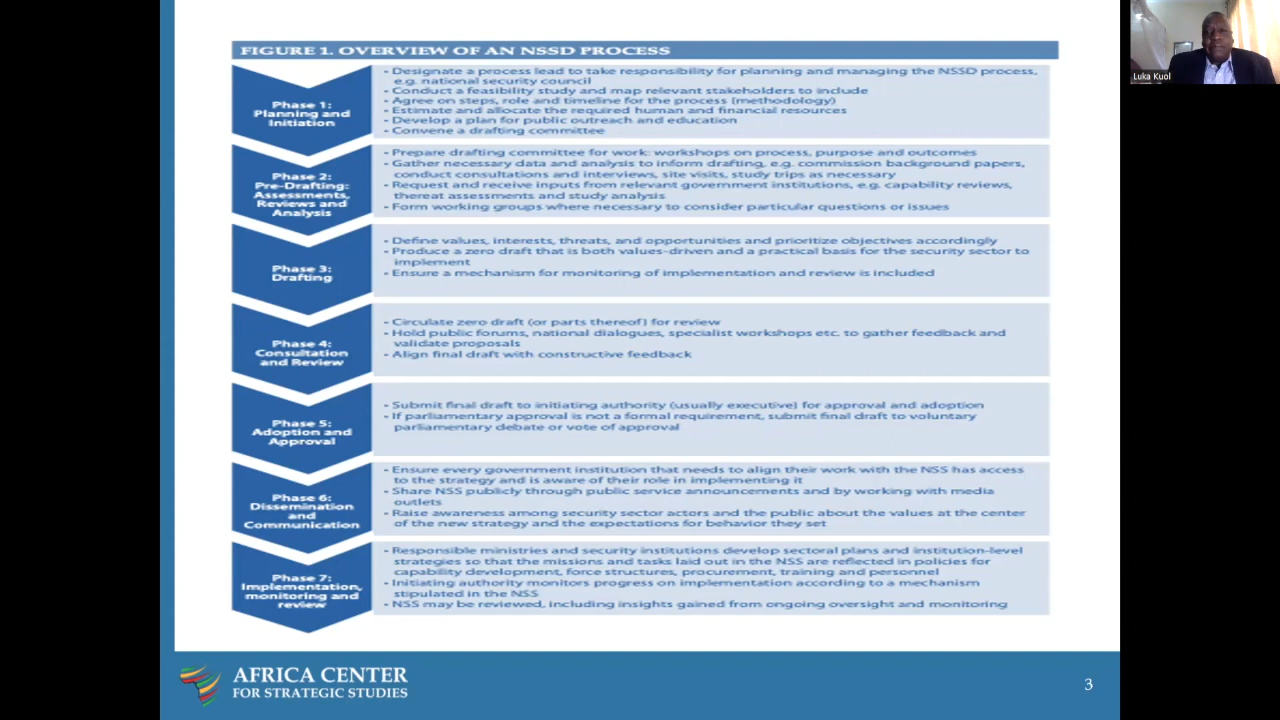 FIGURE 1. OVERVIEW OF AN NSSD PROCESS
Phase 1:
Planning and
Initiation
- Designate a process lead to take responsibility for planning and managing the NSSD process,
e.g. national security council
- Conduct a feasibility study and map relevant stakeholders to include
- Agree on steps, role and timeline for the process (methodology)
- Estimate and allocate the required human and financial resources
- Develop a plan for public outreach and education
- Convene a drafting committee
Phase 2:
Pre-Drafting:
Assessments,
Reviews and
Analysis
- Prepare drafting committee for work: workshops on process, purpose and outcomes
- Gather necessary data and analysis to inform drafting, e.g. commission background papers,
conduct consultations and interviews, site visits, study trips as necessary
- Request and receive inputs from relevant government institutions, e.g. capability reviews,
thereat assessments and study analysis
- Form working groups where necessary to consider particular questions or issues
Phase 3:
Drafting
- Define values, interests, threats, and opportunities and prioritize objectives accordingly
- Produce a zero draft that is both values-driven and a practical basis for the security sector to
implement
- Ensure a mechanism for monitoring of implementation and review is included
Phase 4:
Consultation
and Review
- Circulate zero draft (or parts thereof) for review
- Hold public forums, national dialogues, specialist workshops etc. to gather feedback and
validate proposals
- Align final draft with constructive feedback
Phase 5:
Adoption and
Approval
- Submit final draft to initiating authority (usually executive) for approval and adoption
- If parliamentary approval is not a formal requirement, submit final draft to voluntary
parliamentary debate or vote of approval
Phase 6:
Dissemination
and
Communication
- Ensure every government institution that needs to align their work with the NSS has access
to the strategy and is aware of their role in implementing it
- Share NSS publicly through public service announcements and by working with media
outlets
- Raise awareness among security sector actors and the public about the values at the center
of the new strategy and the expectations for behavior they set
Phase 7:
Implementation,
monitoring and
review
- Responsible ministries and security institutions develop sectoral plans and institution-level
strategies so that the missions and tasks laid out in the NSS are reflected in policies for
capability development, force structures, procurement, training and personnel
- Initiating authority monitors progress on implementation according to a mechanism
stipulated in the NSS
- NSS may be reviewed, including insights gained from ongoing oversight and monitoring
AFRICA CENTER
FOR STRATEGIC STUDIES
3
Luka Kuol